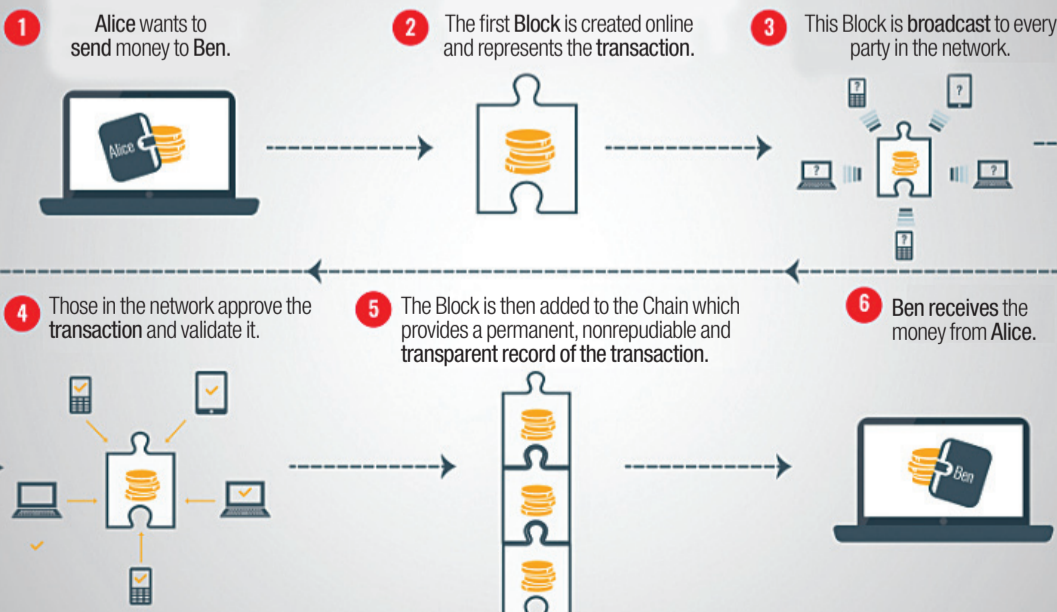 1
Alice wants to
send money to Ben.
Alice
2
The first Block is created online
and represents the transaction.
3
This Block is broadcast to every
party in the network.
?
?
?
?
?
4
Those in the network approve the
transaction and validate it.
5
The Block is then added to the Chain which
provides a permanent, nonrepudiable and
transparent record of the transaction.
6
Ben receives the
money from Alice.
Ben